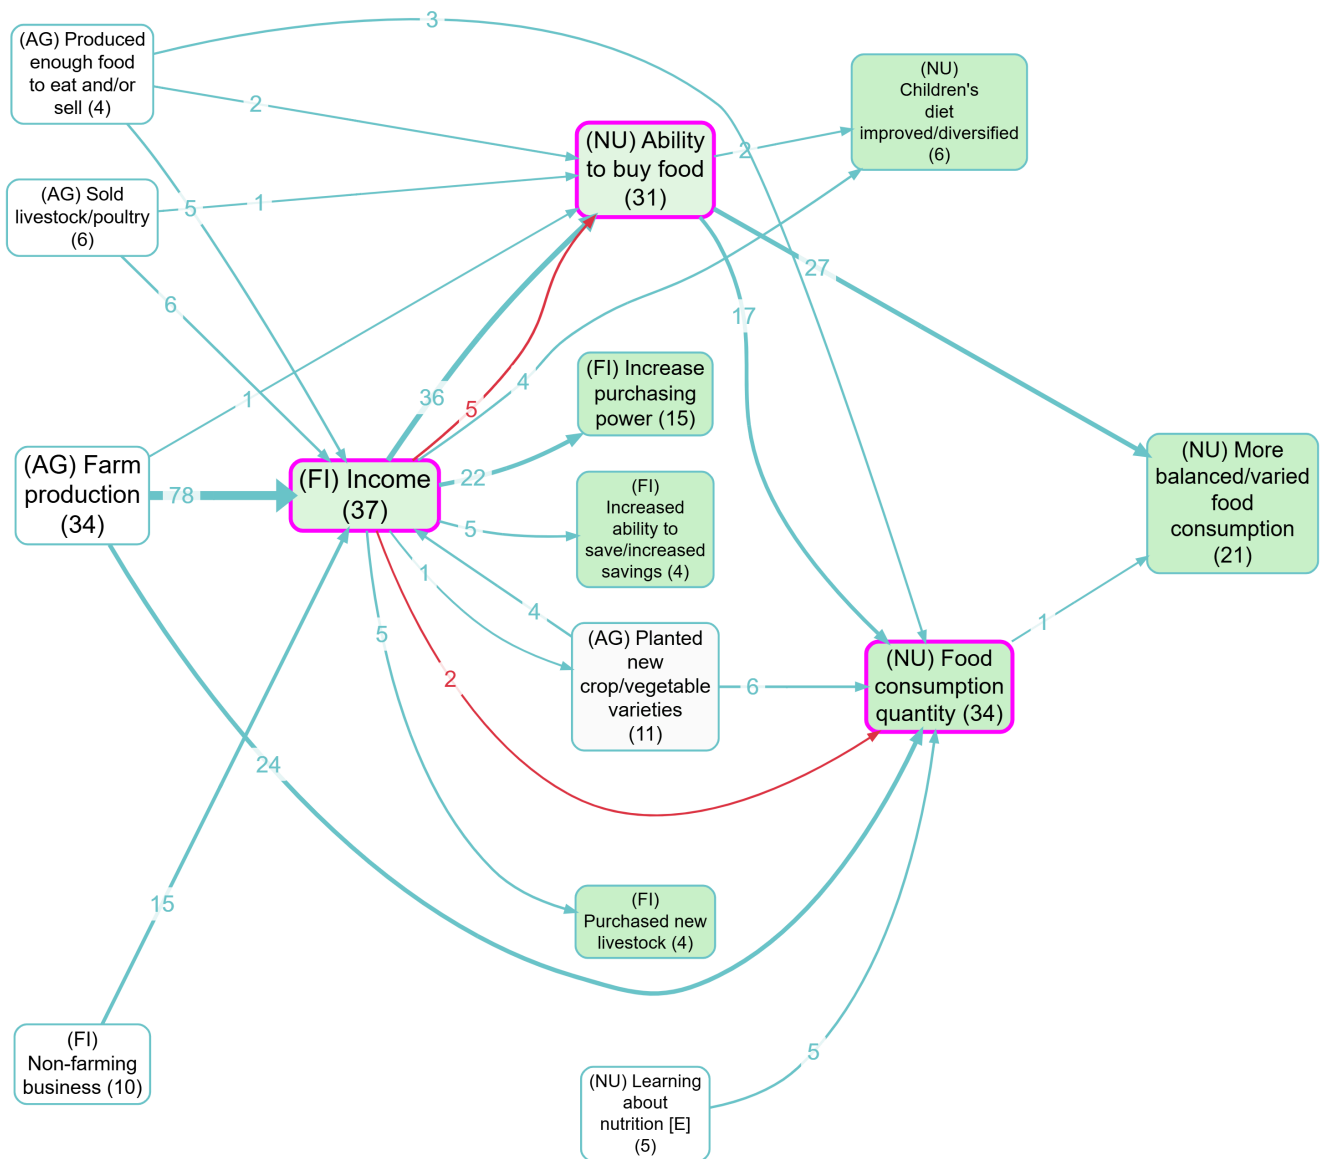 (AG) Produced
enough food
to eat and/or
sell (4)
3
2
(NU)
Children's
diet
improved/diversified
(6)
(NU) Ability
to buy food
(31)
2
(AG) Sold
livestock/poultry
(6)
5
1
6
27
17
36
5
4
1
(FI) Increase
purchasing
power (15)
(AG) Farm
production
(34)
78
(FI) Income
(37)
22
(NU) More
balanced/varied
food
consumption
(21)
(FI)
Increased
ability to
save/increased
savings (4)
5
1
4
5
2
(AG) Planted
new
crop/vegetable
varieties
(11)
6
(NU) Food
consumption
quantity (34)
1
24
15
(FI)
Purchased new
livestock (4)
(FI)
Non-farming
business (10)
5
(NU) Learning
about
nutrition [E]
(5)